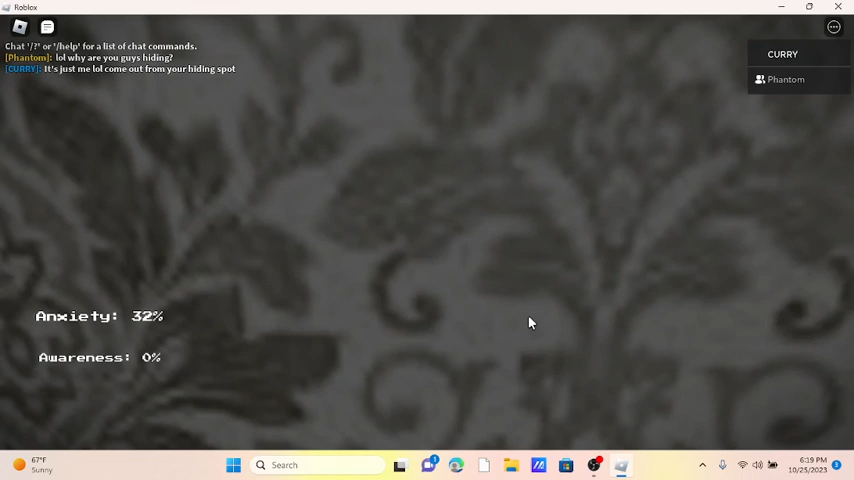 Roblox
Chat '/?' or '/help' for a list of chat commands.
[Phantom]: lol why are you guys hiding?
[CURRY]: It's just me lol come out from your hiding spot
CURRY
Phantom
Anxiety: 32%
Awareness: 0%
67°F
Sunny
Search
1
6:19 PM
10/25/2023
3